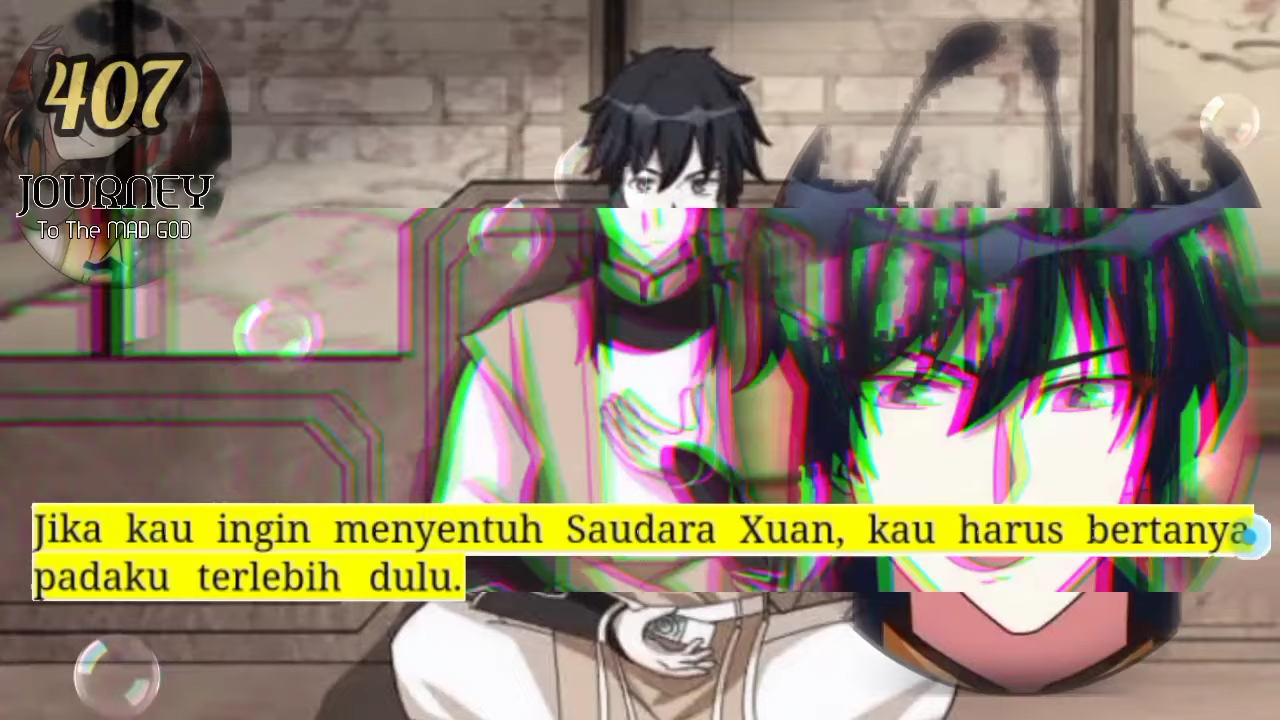 407
JOURNEY
To The MAD GOD
Jika kau ingin menyentuh Saudara Xuan, kau harus bertanya
padaku terlebih dulu.